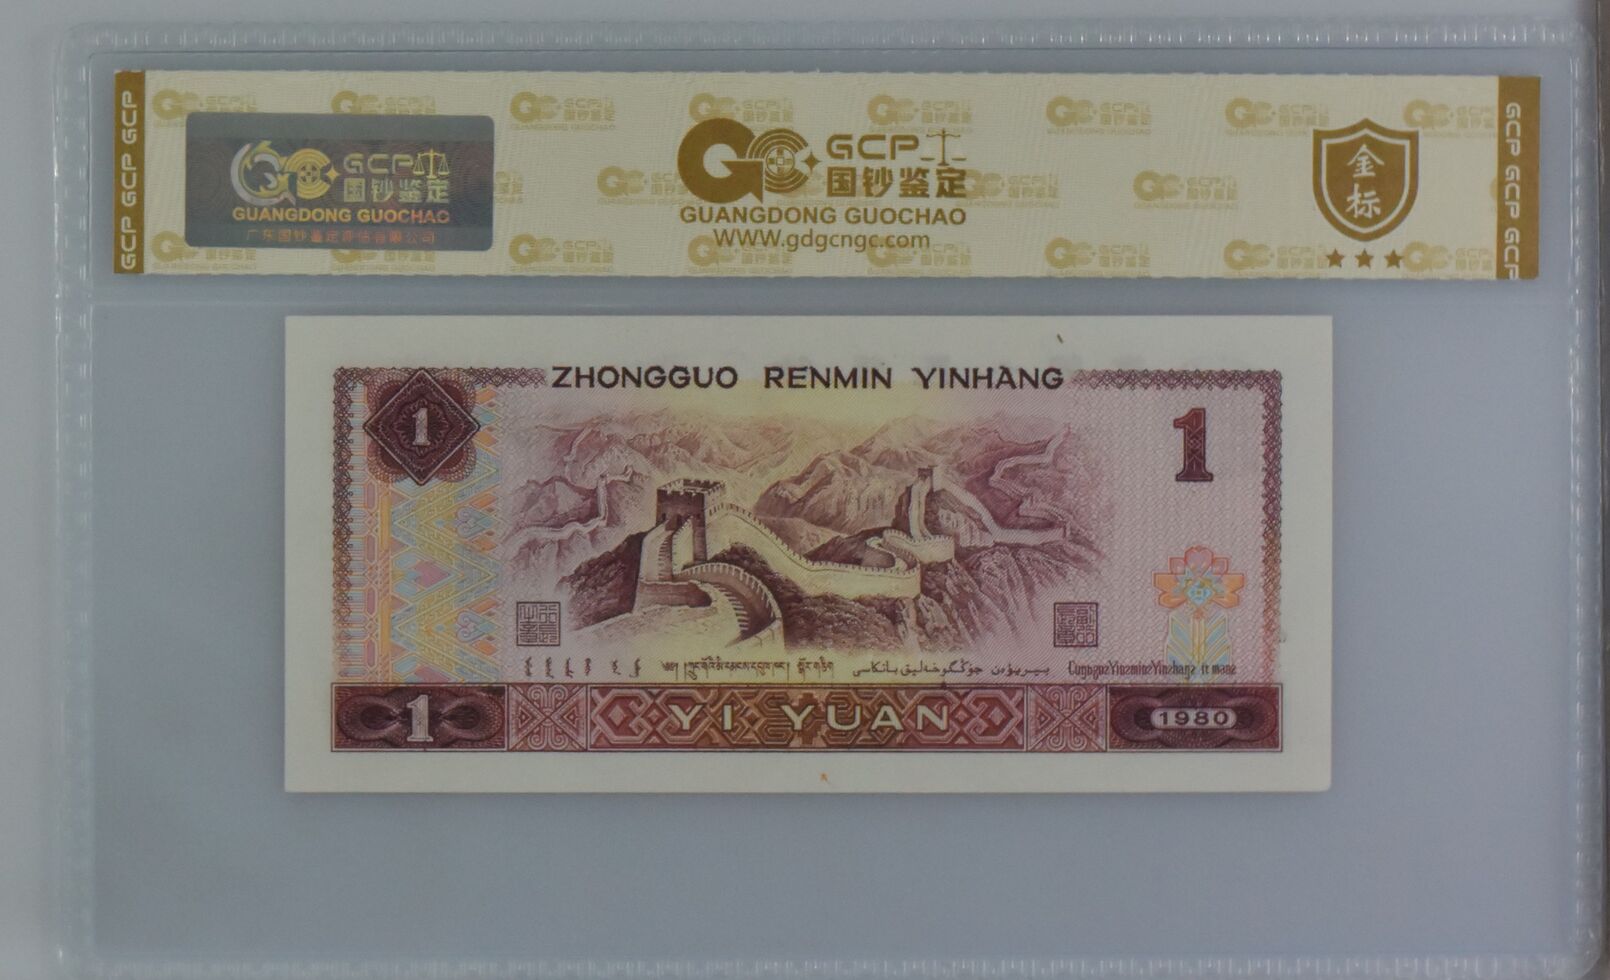 GCP GCP GCP
GCP
国钞鉴定
GUANGDONG GUOCHAO
广东国钞鉴定评估有限公司
GCP
国钞鉴定
GUANGDONG GUOCHAO
WWW.gdgcngc.com
金标
GCP GCP GCP
ZHONGGUO RENMIN YINHANG
1
1
YI YUAN
1
1980